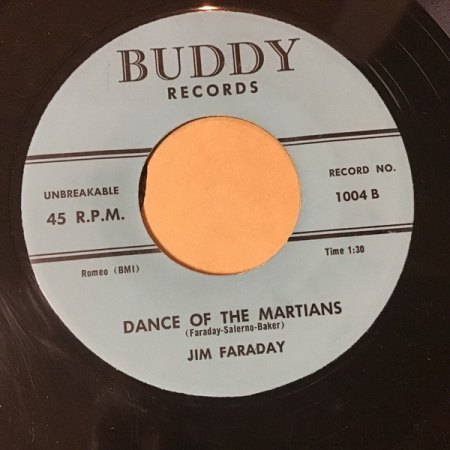 BUDDY
RECORDS
UNBREAKABLE
45 R.P.M.
RECORD NO.
1004 B
Romeo (BMI)
Time 1:30
DANCE OF THE MARTIANS
(Faraday-Salerno-Baker)
JIM FARADAY